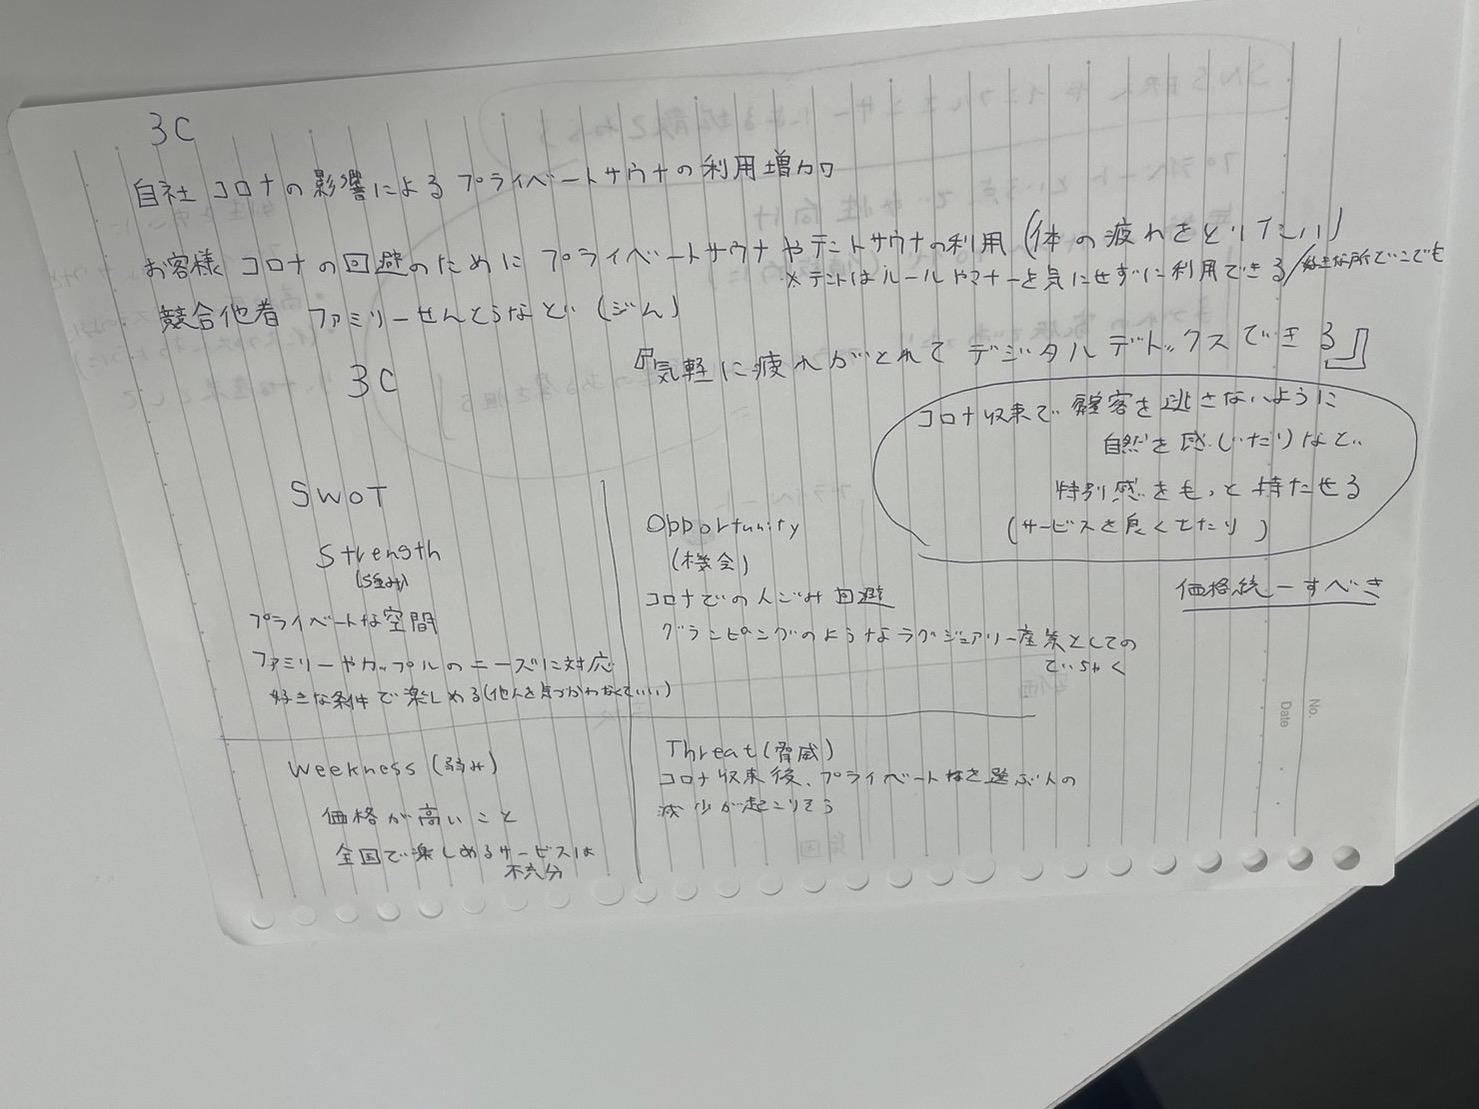 3C
自社 コロナの影響によるプライベートサウナの利用増加
お客様 コロナの回避のために プライベートサウナやテントサウナの利用(体の疲れをとりたい)
※テントはルールやマナーを気にせずに利用できる/好きな所でどこでも
競合他者 ファミリーせんとうなど(ジム)
『気軽に疲れがとれてデジタルデトックスできる』
3C
コロナ収束で顧客を逃さないように
自然を感じたりなど
特別感をもっと持たせる
(サービスを良くしたり)
価格統一すべき
SWOT
Strength
(強み)
プライベートな空間
ファミリーやカップルのニーズに対応
好きな条件で楽しめる(他人を気づかわなくていい)
Opportunity
(機会)
コロナでの人ごみ回避
グランピングのようなラグジュアリー産業としての
ていちゃく
Weekness(弱み)
価格が高いこと
全国で楽しめるサービスは
不充分
Threat(脅威)
コロナ収束後、プライベートなを選ぶ人の
減少が起こりそう
No.
Date